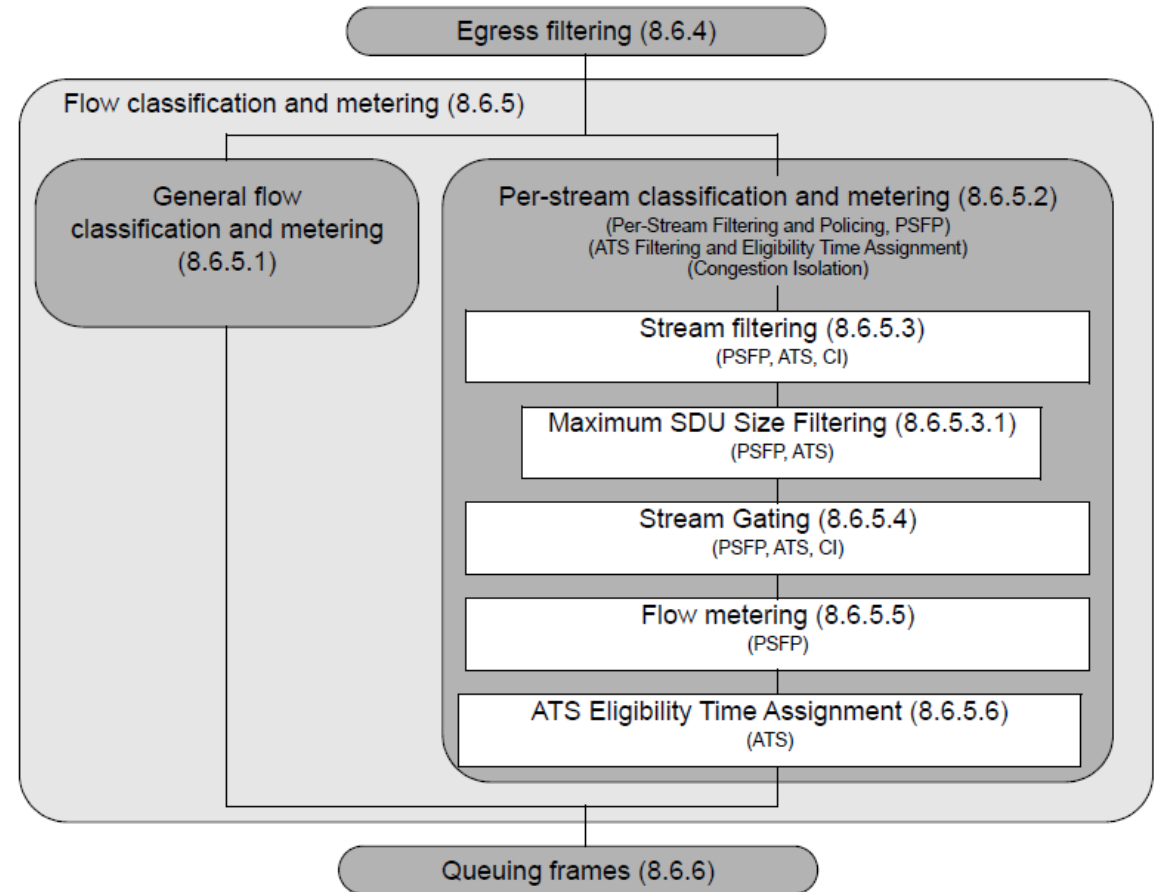 Egress filtering (8.6.4)
Flow classification and metering (8.6.5)
General flow
classification and metering
(8.6.5.1)
Per-stream classification and metering (8.6.5.2)
(Per-Stream Filtering and Policing, PSFP)
(ATS Filtering and Eligibility Time Assignment)
(Congestion Isolation)
Stream filtering (8.6.5.3)
(PSFP, ATS, CI)
Maximum SDU Size Filtering (8.6.5.3.1)
(PSFP, ATS)
Stream Gating (8.6.5.4)
(PSFP, ATS, CI)
Flow metering (8.6.5.5)
(PSFP)
ATS Eligibility Time Assignment (8.6.5.6)
(ATS)
Queuing frames (8.6.6)